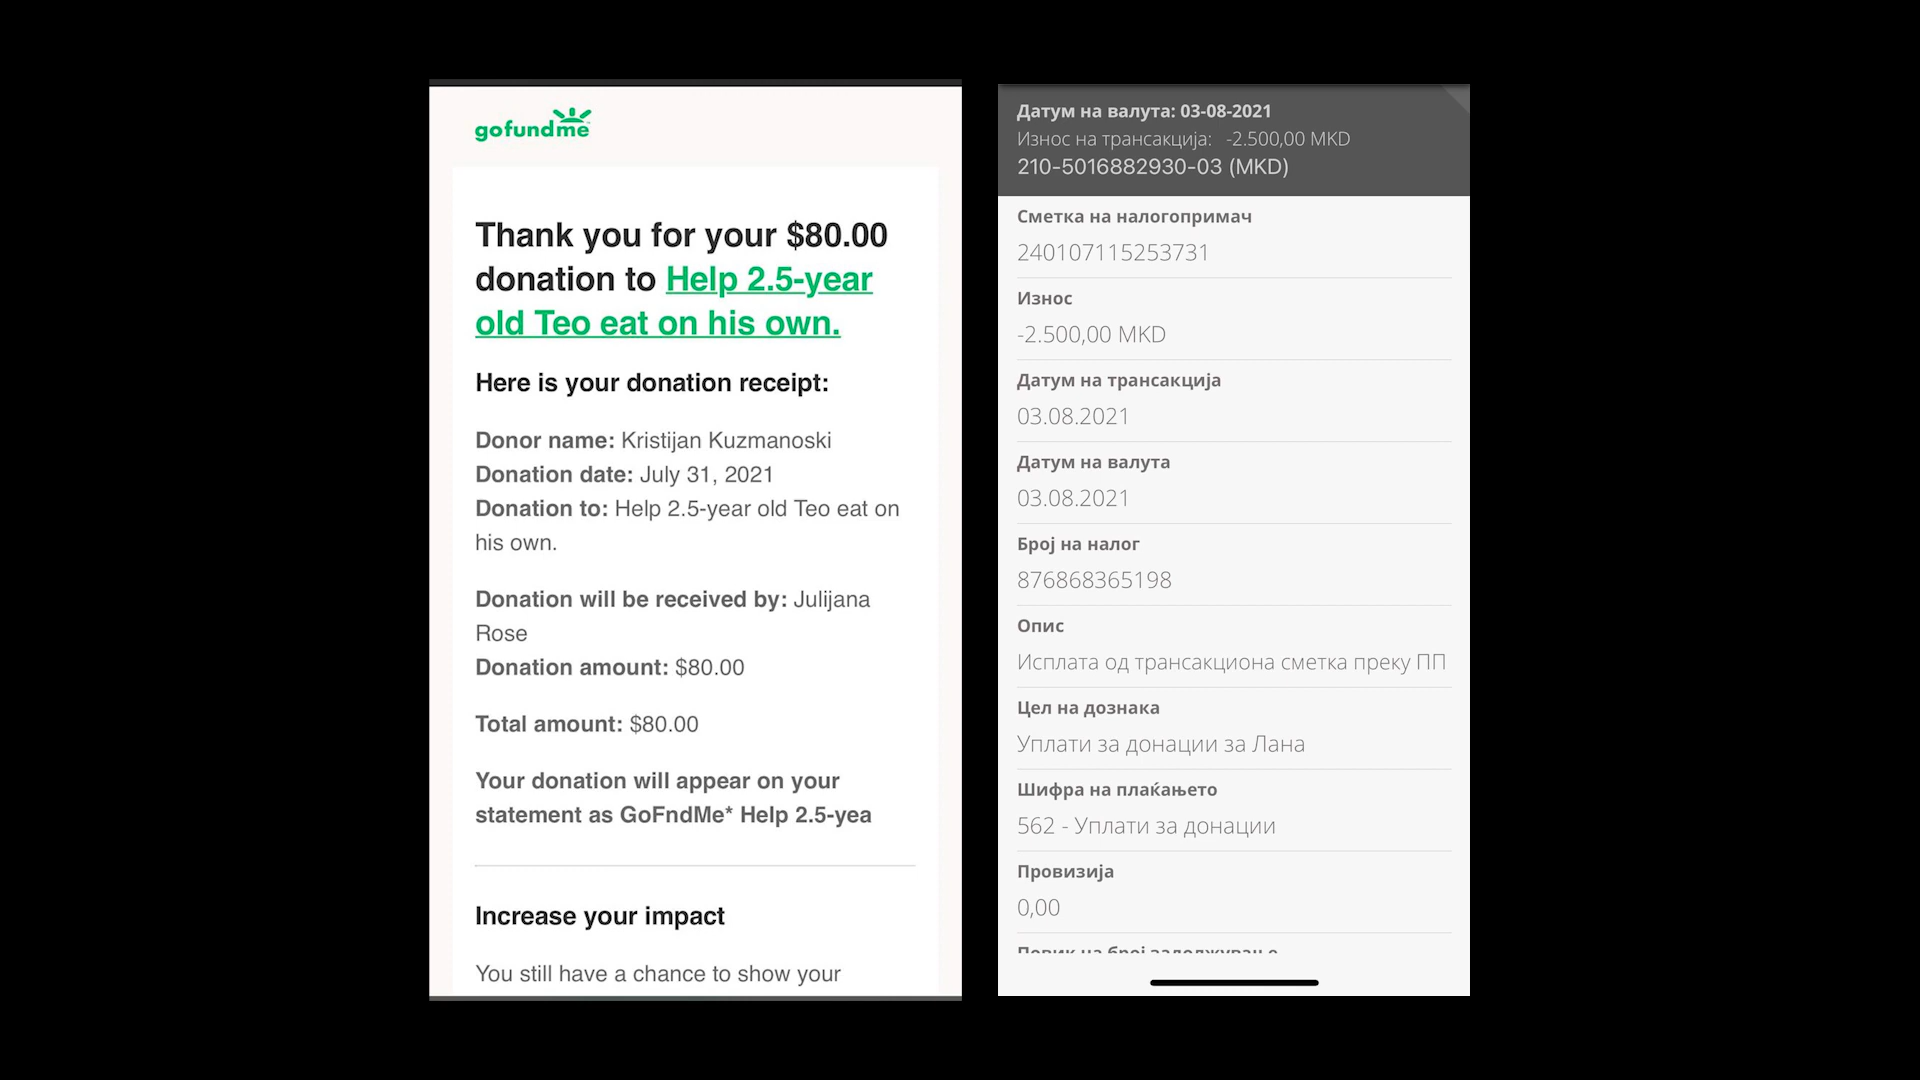 gofundme
Thank you for your $80.00
donation to Help 2.5-year
old Teo eat on his own.
Here is your donation receipt:
Donor name: Kristijan Kuzmanoski
Donation date: July 31, 2021
Donation to: Help 2.5-year old Teo eat on
his own.
Donation will be received by: Julijana
Rose
Donation amount: $80.00
Total amount: $80.00
Your donation will appear on your
statement as GoFndMe* Help 2.5-yea
Increase your impact
You still have a chance to show your
Датум на валута: 03-08-2021
Износ на трансакција: -2.500,00 MKD
210-5016882930-03 (MKD)
Сметка на налогопримач
240107115253731
Износ
-2.500,00 MKD
Датум на трансакција
03.08.2021
Датум на валута
03.08.2021
Број на налог
876868365198
Опис
Исплата од трансакциона сметка преку ПП
Цел на дознака
Уплати за донации за Лана
Шифра на плаќањето
562 - Уплати за донации
Провизија
0,00
Повик на број задолжување